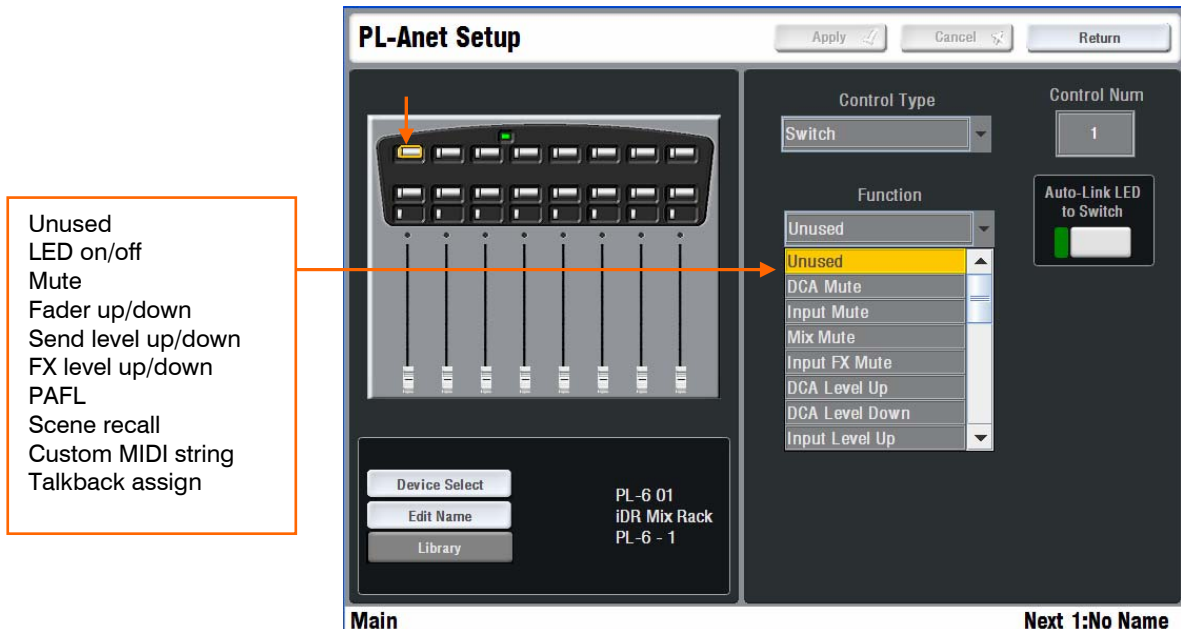 PL-Anet Setup
Apply
Cancel
Return
Unused
LED on/off
Mute
Fader up/down
Send level up/down
FX level up/down
PAFL
Scene recall
Custom MIDI string
Talkback assign
Device Select
Edit Name
Library
PL-6 01
iDR Mix Rack
PL-6 - 1
Control Type
Switch
Control Num
1
Function
Unused
Unused
DCA Mute
Input Mute
Mix Mute
Input FX Mute
DCA Level Up
DCA Level Down
Input Level Up
Auto-Link LED
to Switch
Main
Next 1:No Name